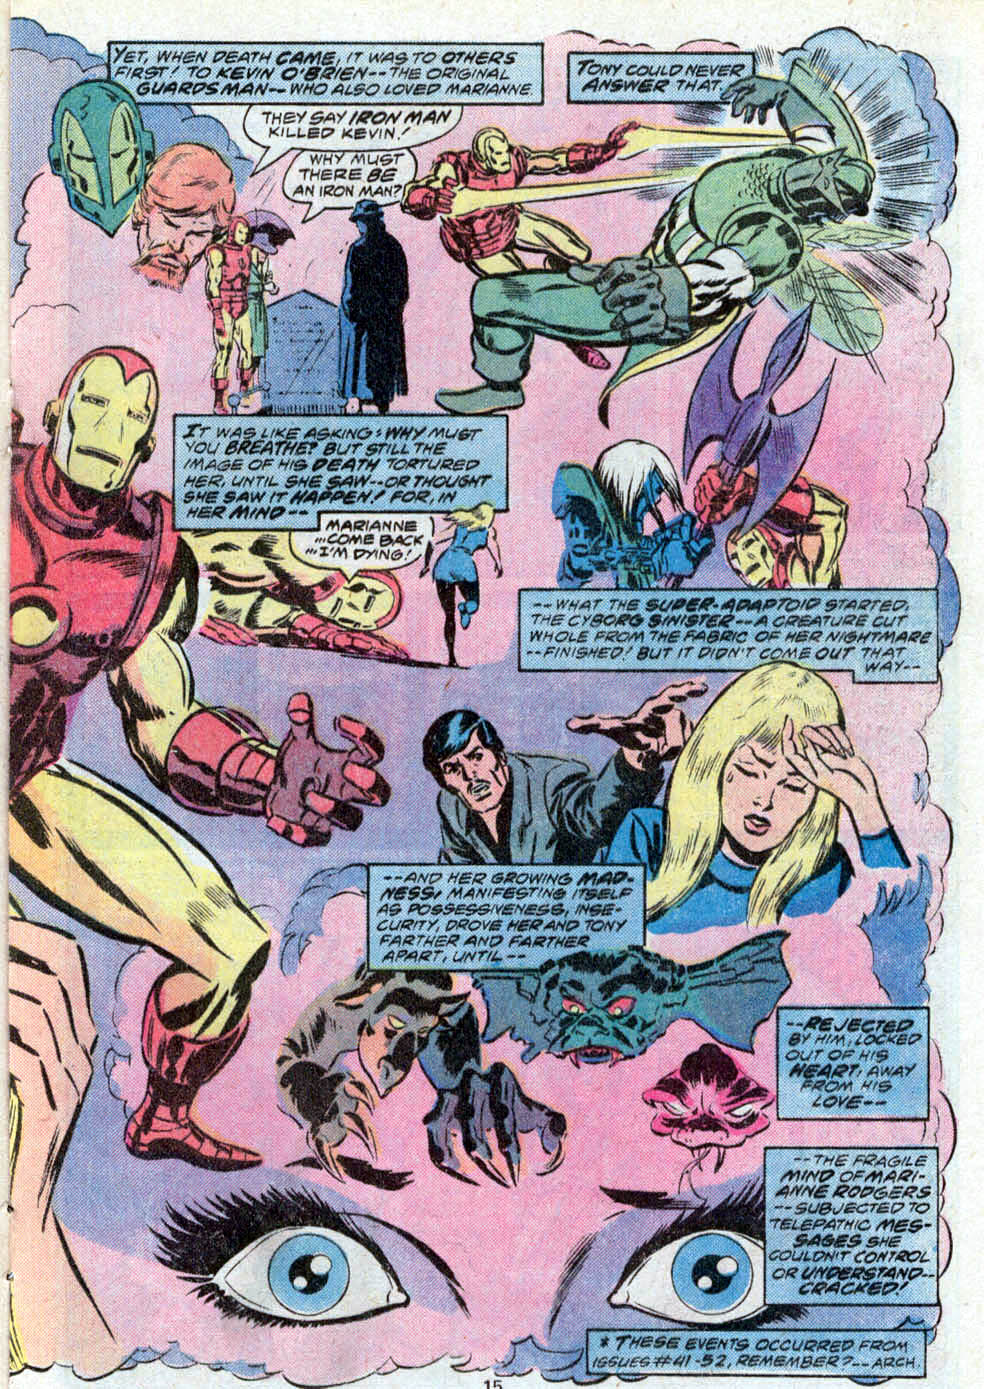 YET, WHEN DEATH CAME, IT WAS TO OTHERS
FIRST! TO KEVIN O'BRIEN--THE ORIGINAL
GUARDSMAN--WHO ALSO LOVED MARIANNE.
THEY SAY IRON MAN
KILLED KEVIN!
WHY MUST
THERE BE
AN IRON MAN?
TONY COULD NEVER
ANSWER THAT.
IT WAS LIKE ASKING: WHY MUST
YOU BREATHE? BUT STILL THE
IMAGE OF HIS DEATH TORTURED
HER, UNTIL SHE SAW--OR THOUGHT
SHE SAW IT HAPPEN! FOR, IN
HER MIND--
MARIANNE
...COME BACK
...I'M DYING!
--WHAT THE SUPER-ADAPTOID STARTED,
THE CYBORG SINISTER--A CREATURE CUT
WHOLE FROM THE FABRIC OF HER NIGHTMARE
--FINISHED! BUT IT DIDN'T COME OUT THAT
WAY--
--AND HER GROWING MAD-
NESS, MANIFESTING ITSELF
AS POSSESSIVENESS, INSE-
CURITY, DROVE HER AND TONY
FARTHER AND FARTHER
APART, UNTIL--
--REJECTED
BY HIM, LOCKED
OUT OF HIS
HEART, AWAY
FROM HIS
LOVE--
--THE FRAGILE
MIND OF MARI-
ANNE RODGERS
--SUBJECTED TO
TELEPATHIC MES-
SAGES SHE
COULDN'T CONTROL
OR UNDERSTAND--
CRACKED!
* THESE EVENTS OCCURRED FROM
ISSUES #41-52, REMEMBER?--ARCH.
15